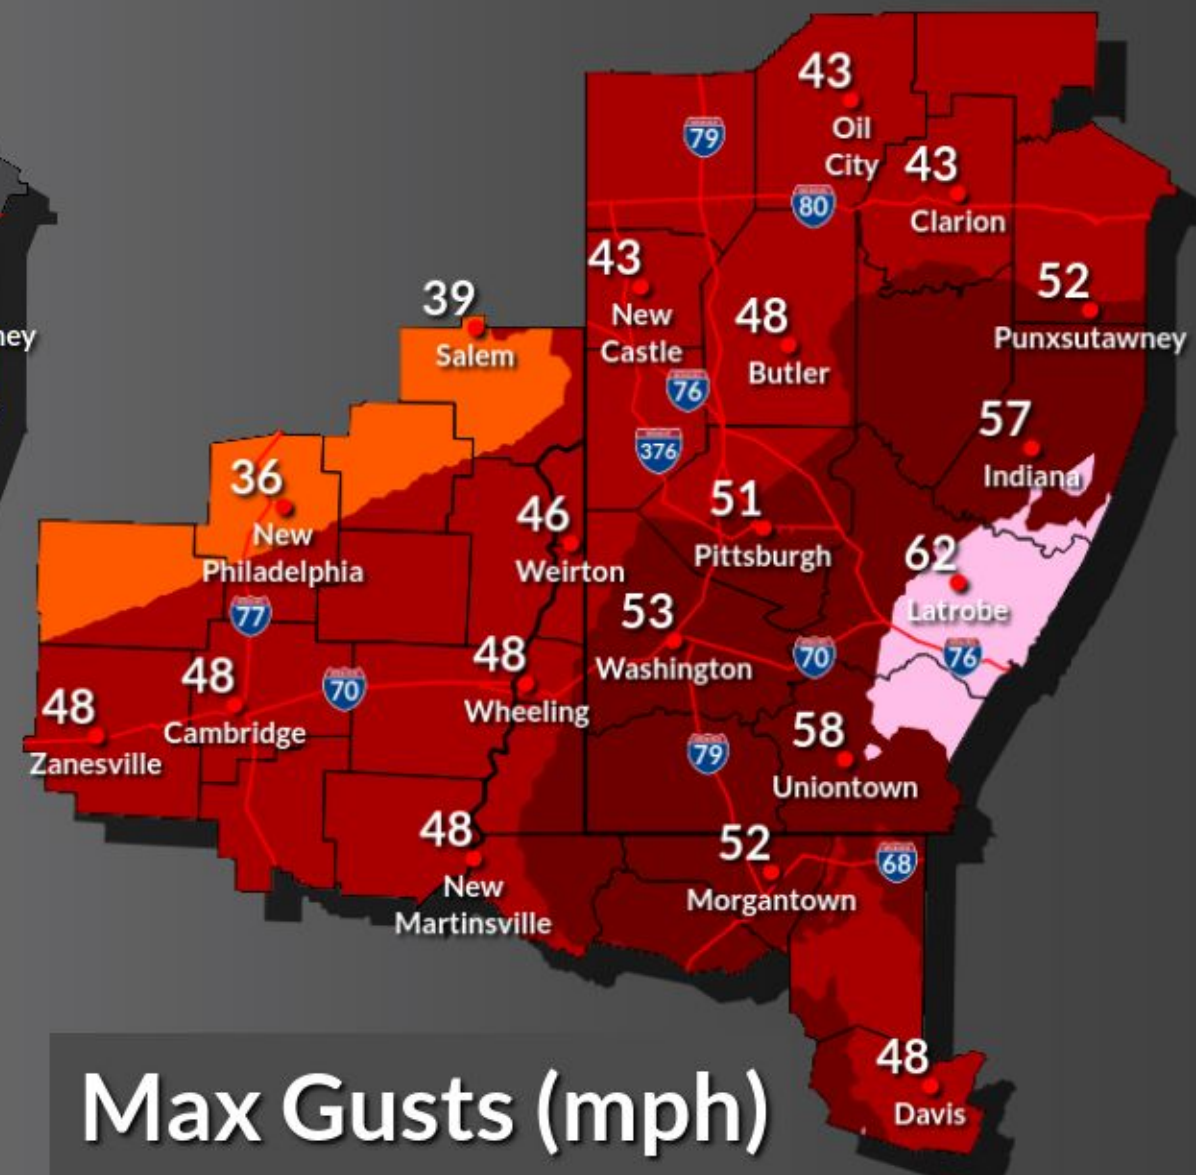 43
Oil
City
79
43
Clarion
80
43
New
Castle
52
Punxsutawney
39
Salem
48
Butler
ney
76
57
Indiana
376
36
New
Philadelphia
46
Weirton
51
Pittsburgh
62
Latrobe
77
53
Washington
70
76
48
Wheeling
48
Cambridge
70
48
Zanesville
58
Uniontown
79
48
New
Martinsville
52
Morgantown
68
48
Davis
Max Gusts (mph)